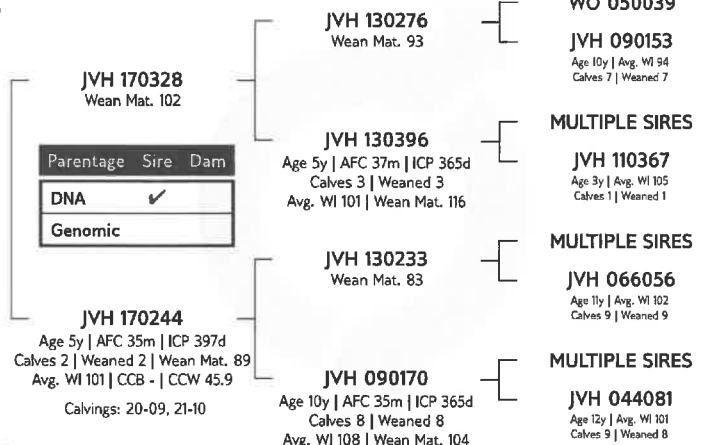 JVH 170328
Wean Mat. 102
Parentage Sire Dam
DNA ✓
Genomic
JVH 170244
Age 5y | AFC 35m | ICP 397d
Calves 2 | Weaned 2 | Wean Mat. 89
Avg. WI 101 | CCB - | CCW 45.9
Calvings: 20-09, 21-10
JVH 130276
Wean Mat. 93
JVH 130396
Age 5y | AFC 37m | ICP 365d
Calves 3 | Weaned 3
Avg. WI 101 | Wean Mat. 116
JVH 130233
Wean Mat. 83
JVH 090170
Age 10y | AFC 35m | ICP 365d
Calves 8 | Weaned 8
Avg. WI 108 | Wean Mat. 104
WO 050039
JVH 090153
Age 10y | Avg. WI 94
Calves 7 | Weaned 7
MULTIPLE SIRES
JVH 110367
Age 3y | Avg. WI 105
Calves 1 | Weaned 1
MULTIPLE SIRES
JVH 066056
Age 11y | Avg. WI 102
Calves 9 | Weaned 9
MULTIPLE SIRES
JVH 044081
Age 12y | Avg. WI 101
Calves 9 | Weaned 8